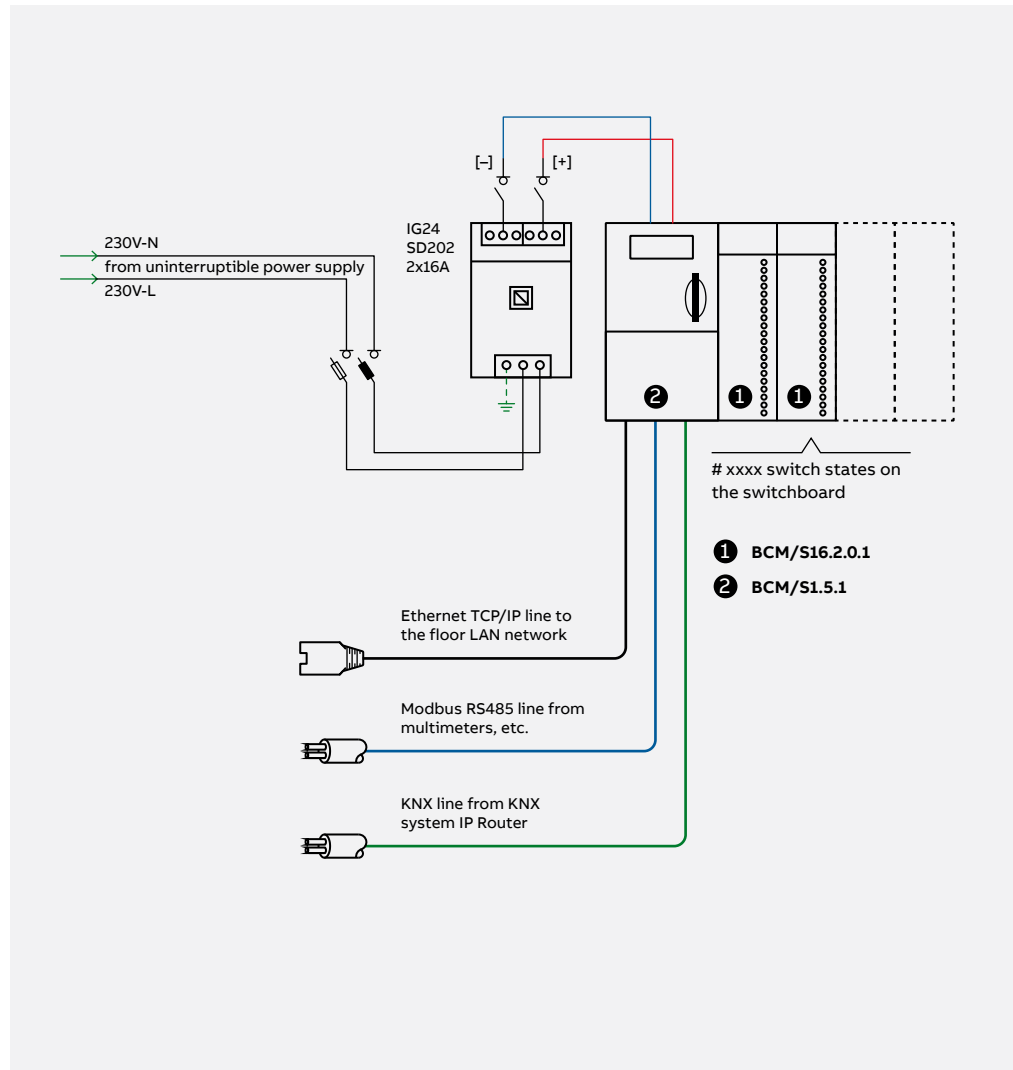 [–]
[+]
IG24
SD202
2x16A
230V-N
from uninterruptible power supply
230V-L
2
1
1
# xxxx switch states on
the switchboard
1 BCM/S16.2.0.1
2 BCM/S1.5.1
Ethernet TCP/IP line to
the floor LAN network
Modbus RS485 line from
multimeters, etc.
KNX line from KNX
system IP Router